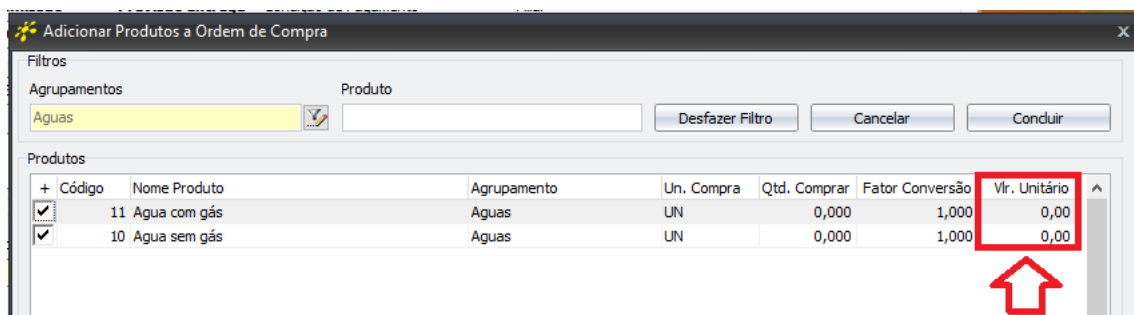 Adicionar Produtos a Ordem de Compra x
Filtros
Agrupamentos Produto
Aguas Desfazer Filtro Cancelar Concluir
Produtos
+ Código Nome Produto Agrupamento Un. Compra Qtd. Comprar Fator Conversão Vlr. Unitário
11 Agua com gás Aguas UN 0,000 1,000 0,00
10 Agua sem gás Aguas UN 0,000 1,000 0,00